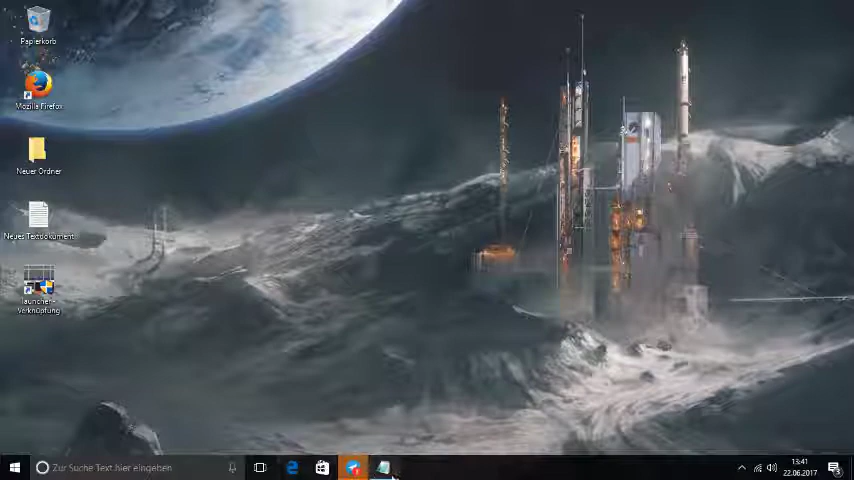 Papierkorb
Mozilla Firefox
Neuer Ordner
Neues Textdokument
launcher -
Verknüpfung
Zur Suche Text hier eingeben
13:41
22.06.2017
3